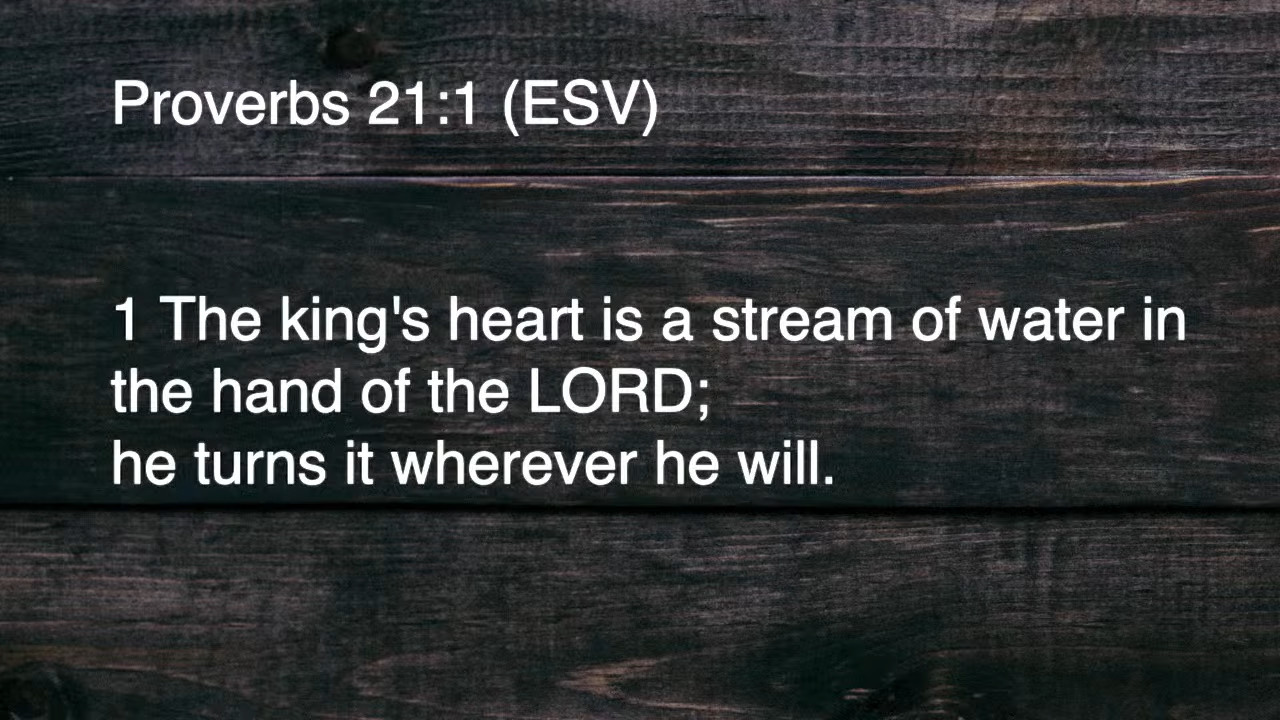 Proverbs 21:1 (ESV)
1 The king's heart is a stream of water in
the hand of the LORD;
he turns it wherever he will.